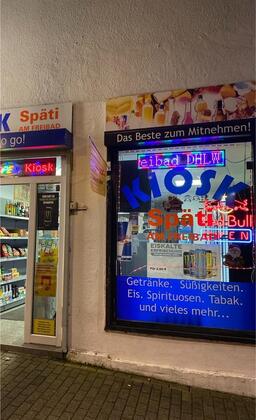 K Späti
AM FREIBAD
o go!
Kiosk
Das Beste zum Mitnehmen!
eibad DHLW
KIOSK
Späti
Bull
EISKALTE
Getränke. Süßigkeiten.
Eis. Spirituosen. Tabak.
und vieles mehr...